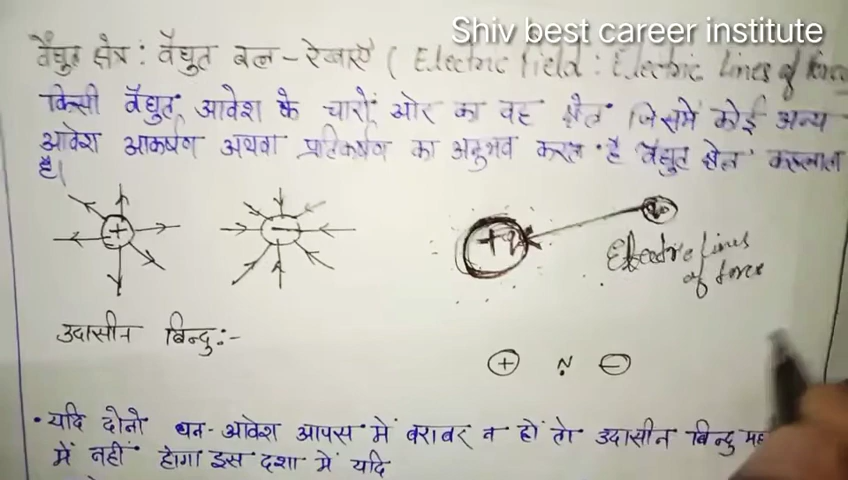 Shiv best career institute
वैधुत क्षेत्र : वैधुत बल - रेखाएँ ( Electric field : Electric lines of force
किसी वैधुत आवेश के चारों ओर का वह क्षेत्र जिसमें कोई अन्य
आवेश आकर्षण अथवा प्रतिकर्षण का अनुभव करता है वैधुत क्षेत्र कहलाता
है।
+ -
+q
Electric lines
of force
उदासीन बिन्दु :-
+ N -
• यदि दोनो धन-आवेश आपस में बराबर न हों तो उदासीन बिन्दु
में नहीं होगा इस दशा में यदि